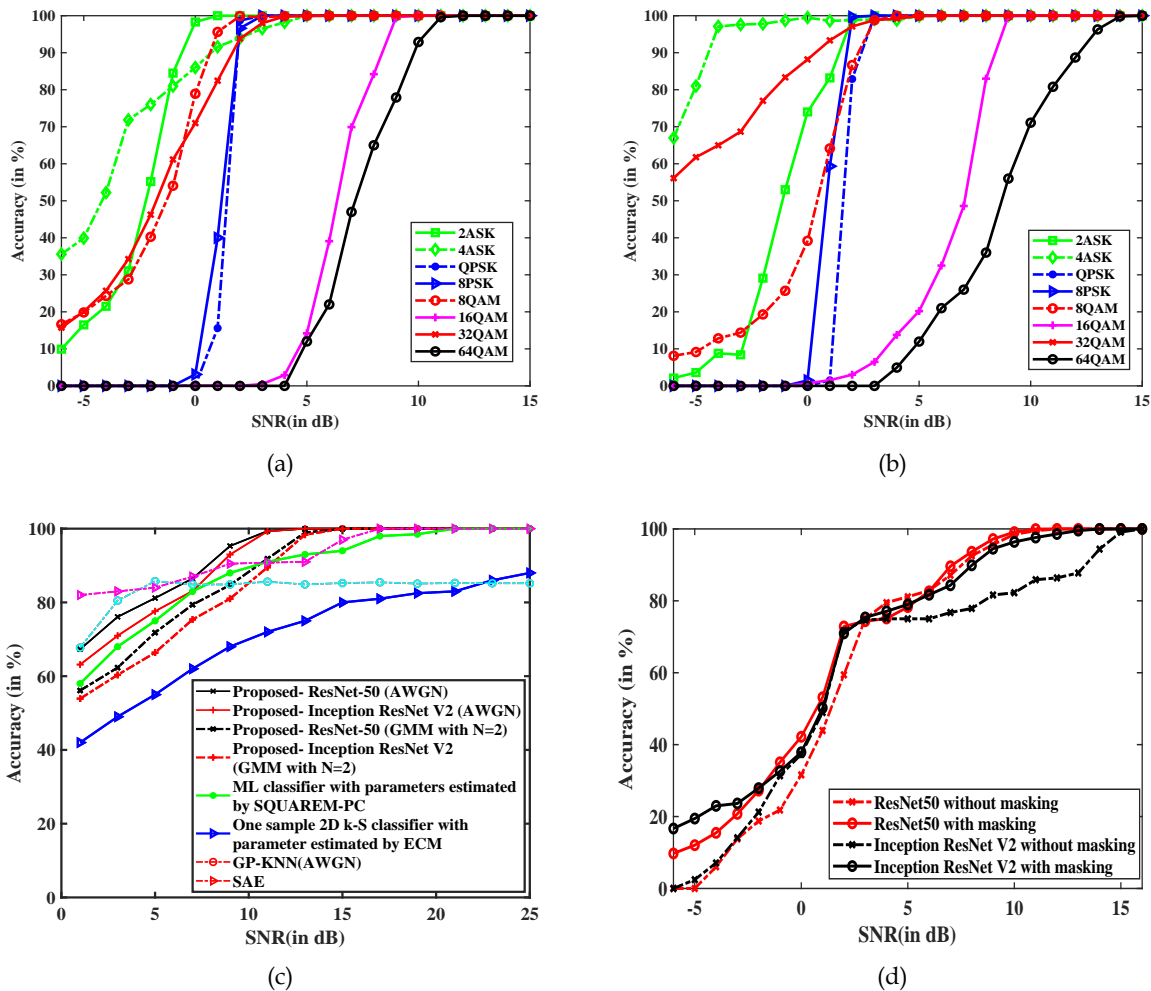 100
90
80
70
60
50
40
30
20
10
0
Accuracy (in %)
2ASK
4ASK
QPSK
8PSK
8QAM
16QAM
32QAM
64QAM
-5 0 5 10 15
SNR(in dB)
(a)
100
90
80
70
60
50
40
30
20
10
0
Accuracy (in %)
2ASK
4ASK
QPSK
8PSK
8QAM
16QAM
32QAM
64QAM
-5 0 5 10 15
SNR(in dB)
(b)
100
80
60
40
20
0
Accuracy (in %)
Proposed- ResNet-50 (AWGN)
Proposed- Inception ResNet V2 (AWGN)
Proposed- ResNet-50 (GMM with N=2)
Proposed- Inception ResNet V2
(GMM with N=2)
ML classifier with parameters estimated
by SQUAREM-PC
One sample 2D k-S classifier with
parameter estimated by ECM
GP-KNN(AWGN)
SAE
0 5 10 15 20 25
SNR(in dB)
(c)
100
80
60
40
20
0
Accuracy (in %)
ResNet50 without masking
ResNet50 with masking
Inception ResNet V2 without masking
Inception ResNet V2 with masking
-5 0 5 10 15
SNR(in dB)
(d)